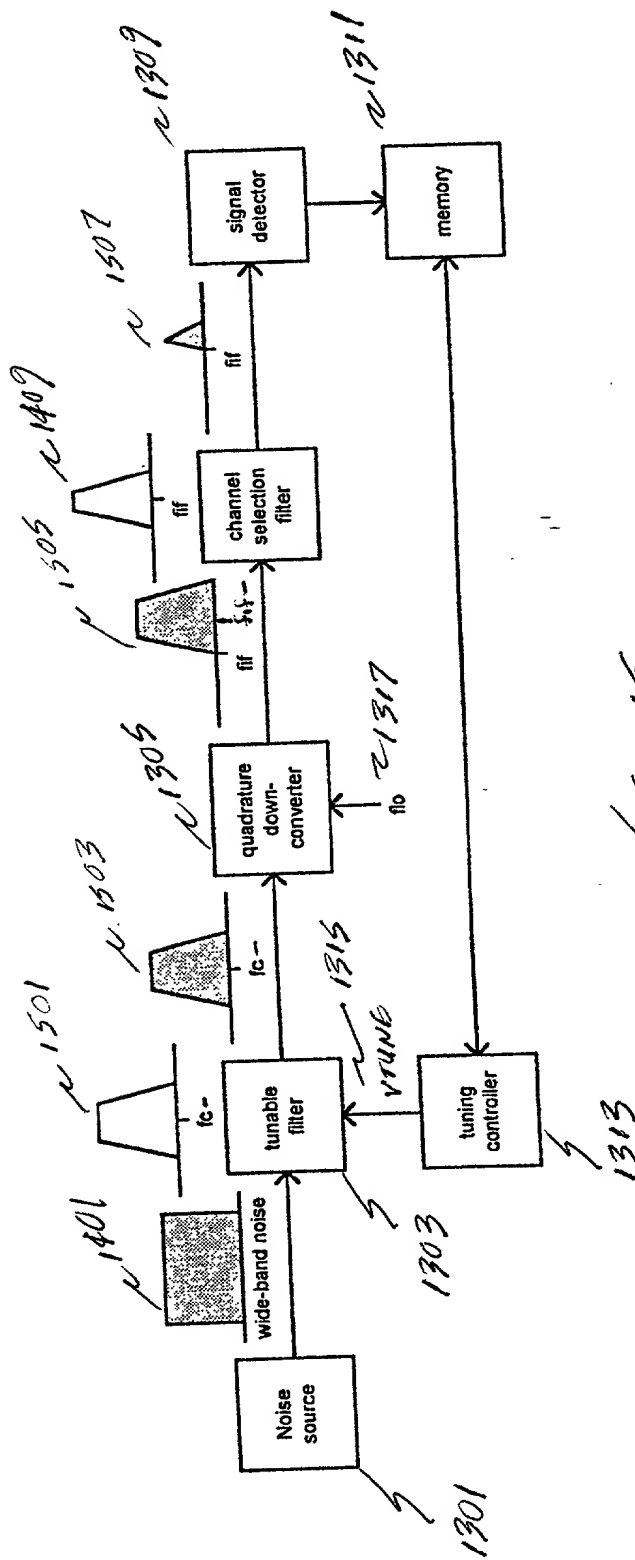 1401
1501
1503
1505
1507
1309
wide-band noise
fc –
fc –
1305
fif
fif –
fif
fif
Noise
source
tunable
filter
quadrature
down-
converter
channel
selection
filter
signal
detector
1301
1303
VTUNE
1315
flo
1317
tuning
controller
1313
memory
1311